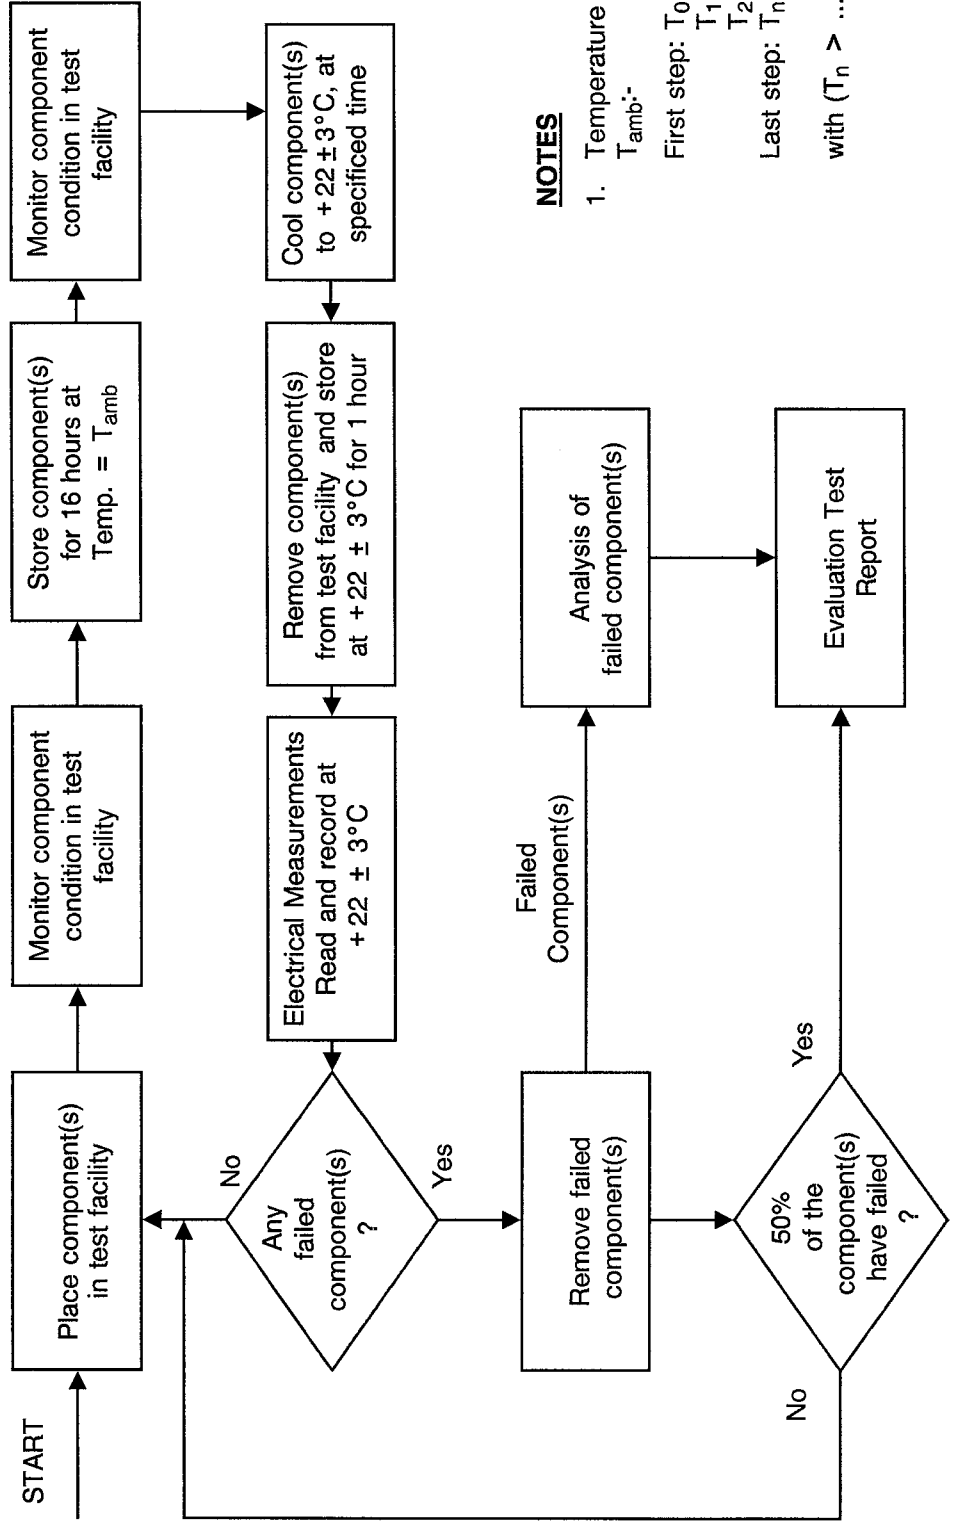 START
Place component(s)
in test facility
Monitor component
condition in test
facility
Store component(s)
for 16 hours at
Temp. = Tamb
Monitor component
condition in test
facility
Cool component(s)
to +22 ±3°C, at
specificed time
Remove component(s)
from test facility and store
at +22 ± 3°C for 1 hour
Electrical Measurements
Read and record at
+22 ± 3°C
Any
failed
component(s)
?
No
Yes
Remove failed
component(s)
Failed
Component(s)
Analysis of
failed component(s)
50%
of the
component(s)
have failed
?
No
Yes
Evaluation Test
Report
NOTES
1. Temperature
Tamb:-
First step: T0
T1
T2
Last step: Tn
with (Tn > ...